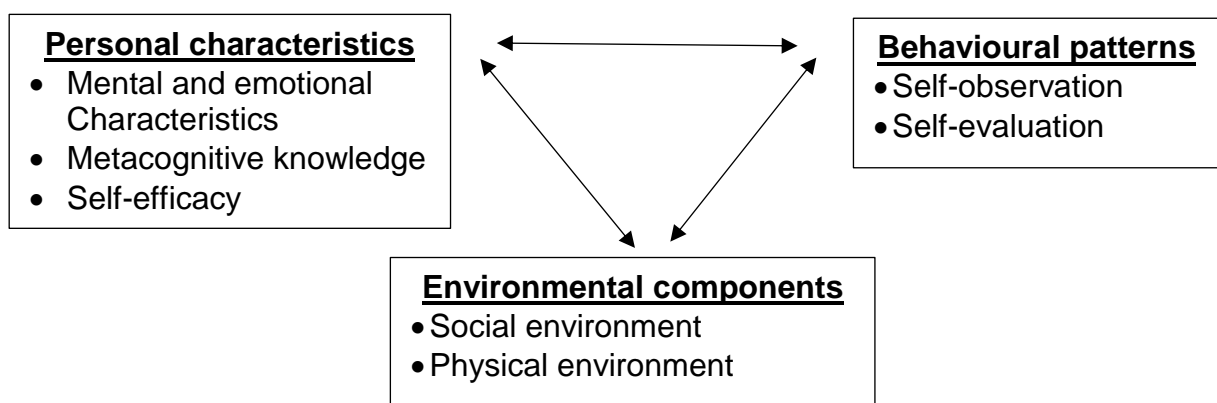 Personal characteristics
• Mental and emotional
Characteristics
• Metacognitive knowledge
• Self-efficacy
Behavioural patterns
• Self-observation
• Self-evaluation
Environmental components
• Social environment
• Physical environment